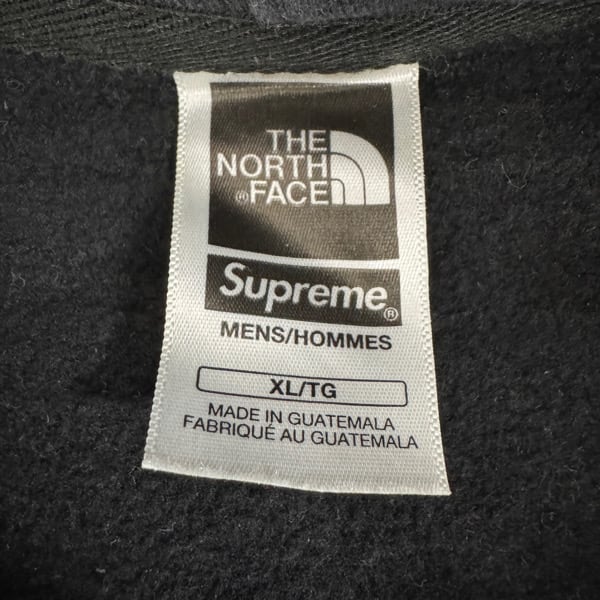 THE
NORTH
®FACE
Supreme®
MENS/HOMMES
XL/TG
MADE IN GUATEMALA
FABRIQUÉ AU GUATEMALA